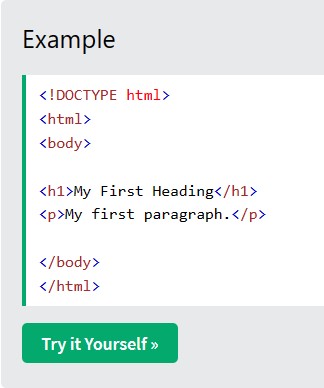 Example
<!DOCTYPE html>
<html>
<body>
<h1>My First Heading</h1>
<p>My first paragraph.</p>
</body>
</html>
Try it Yourself »